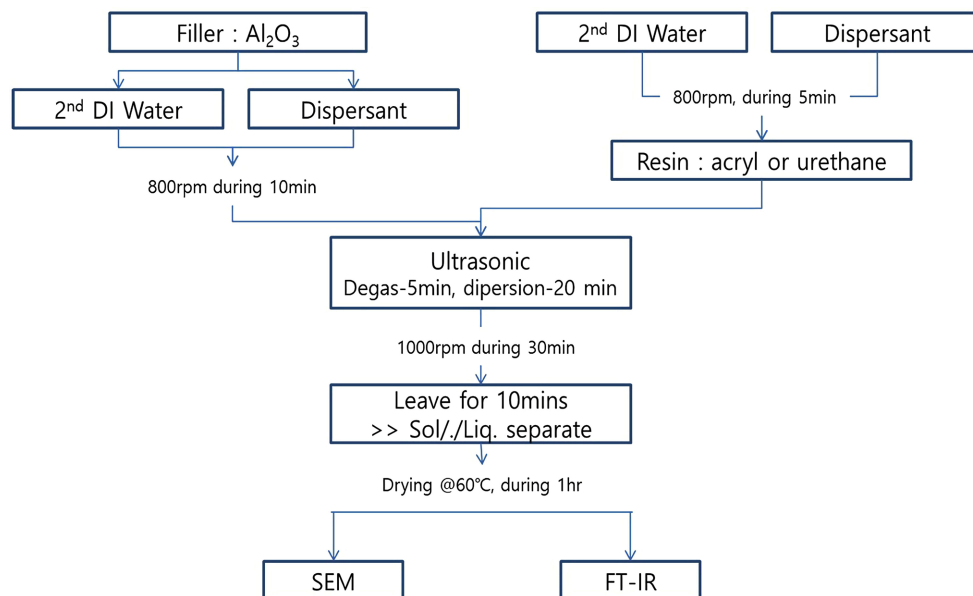 Filler : Al₂O₃
2nd DI Water
Dispersant
2nd DI Water
Dispersant
800rpm, during 5min
Resin : acryl or urethane
800rpm during 10min
Ultrasonic
Degas-5min, dipersion-20 min
1000rpm during 30min
Leave for 10mins
>> Sol/./Liq. separate
Drying @60℃, during 1hr
SEM
FT-IR